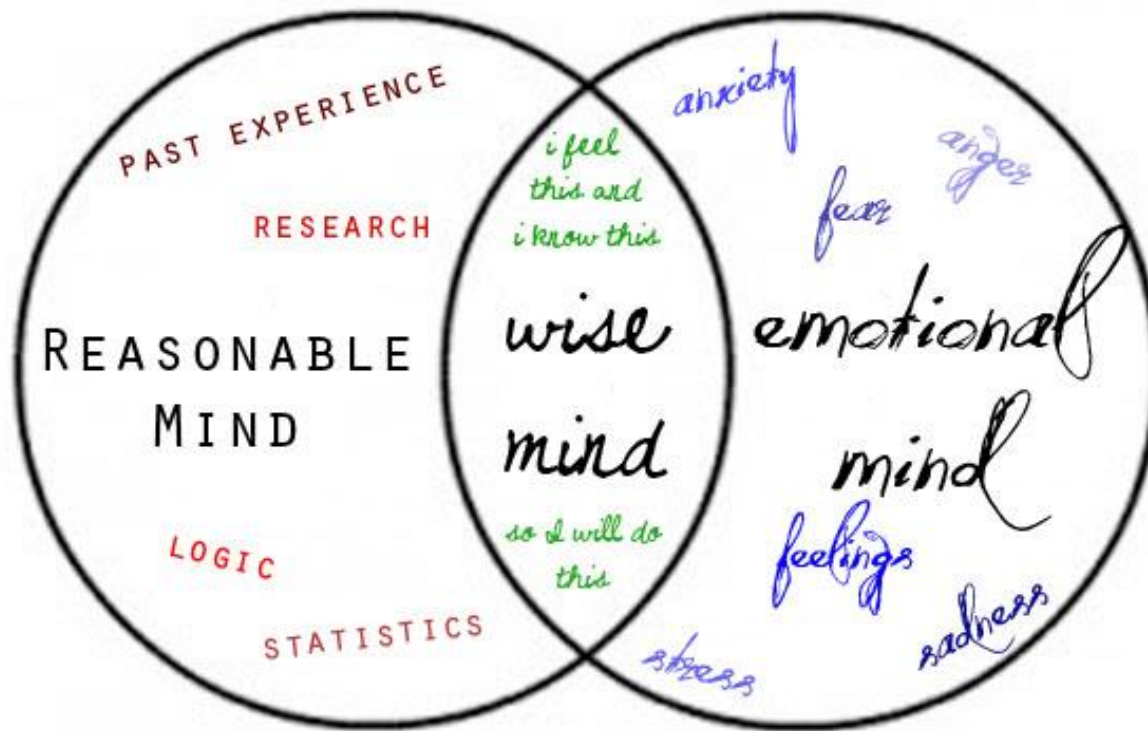 PAST EXPERIENCE
RESEARCH
REASONABLE
MIND
LOGIC
STATISTICS
i feel
this and
i know this
wise
mind
so I will do
this
anxiety
anger
fear
emotional
mind
feelings
sadness
stress